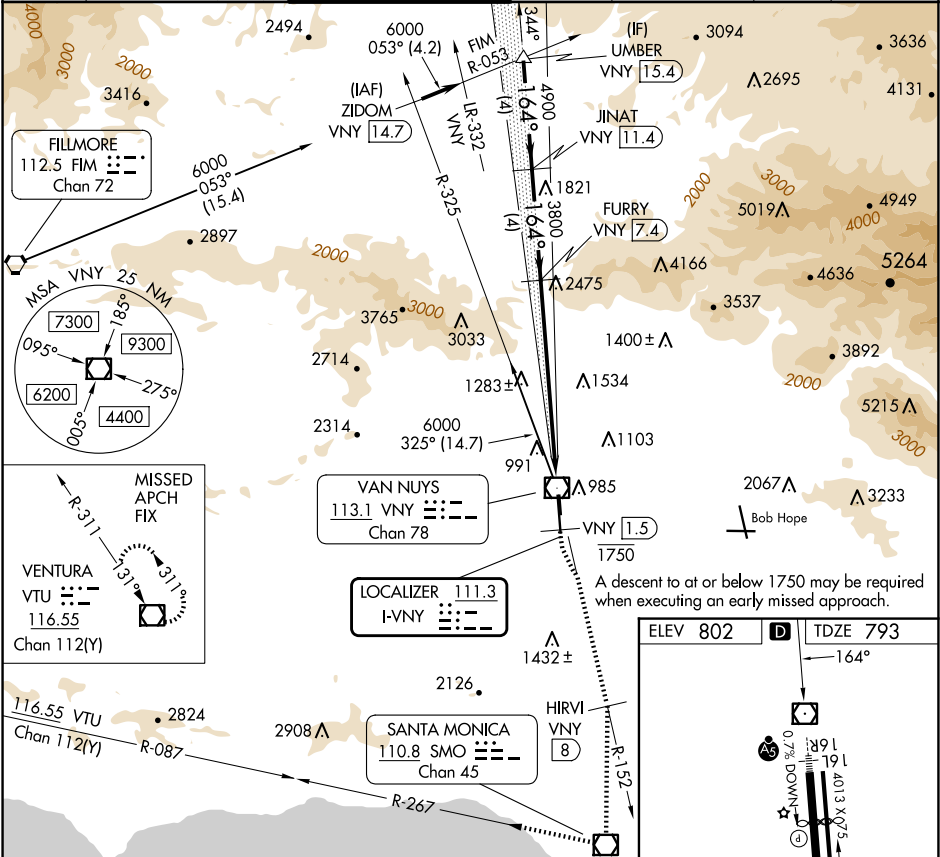 4000
3000
2000
2494
3416
6000
053° (4.2)
FIM
R-053
344°
(IF)
UMBER
VNY 15.4
3094
3636
2695
4131
(IAF)
ZIDOM
VNY 14.7
LR-332
VNY
(4)
164°
4900
JINAT
VNY 11.4
FILLMORE
112.5 FIM
Chan 72
6000
053°
(15.4)
R-325
1821
(4)
164°
3800
FURRY
VNY 7.4
2000
3000
5019
4949
4000
2897
2000
4166
2475
4636
5264
MSA VNY 25 NM
185°
7300
9300
095°
275°
6200
4400
005°
3765
3000
3033
3537
1400 ±
3892
2714
1283 ±
1534
2000
5215
3000
2314
6000
325° (14.7)
1103
991
MISSED
APCH
FIX
R-311
131°
311°
VENTURA
VTU
116.55
Chan 112(Y)
VAN NUYS
113.1 VNY
Chan 78
985
2067
3233
Bob Hope
VNY 1.5
1750
LOCALIZER 111.3
I-VNY
A descent to at or below 1750 may be required
when executing an early missed approach.
1432 ±
ELEV 802
D
TDZE 793
164°
2126
HIRVI
VNY
8
116.55 VTU
Chan 112(Y)
2824
R-087
2908
SANTA MONICA
110.8 SMO
Chan 45
R-152
R-267
A5
0.7% DOWN
16R
16L
4013 X 75
P